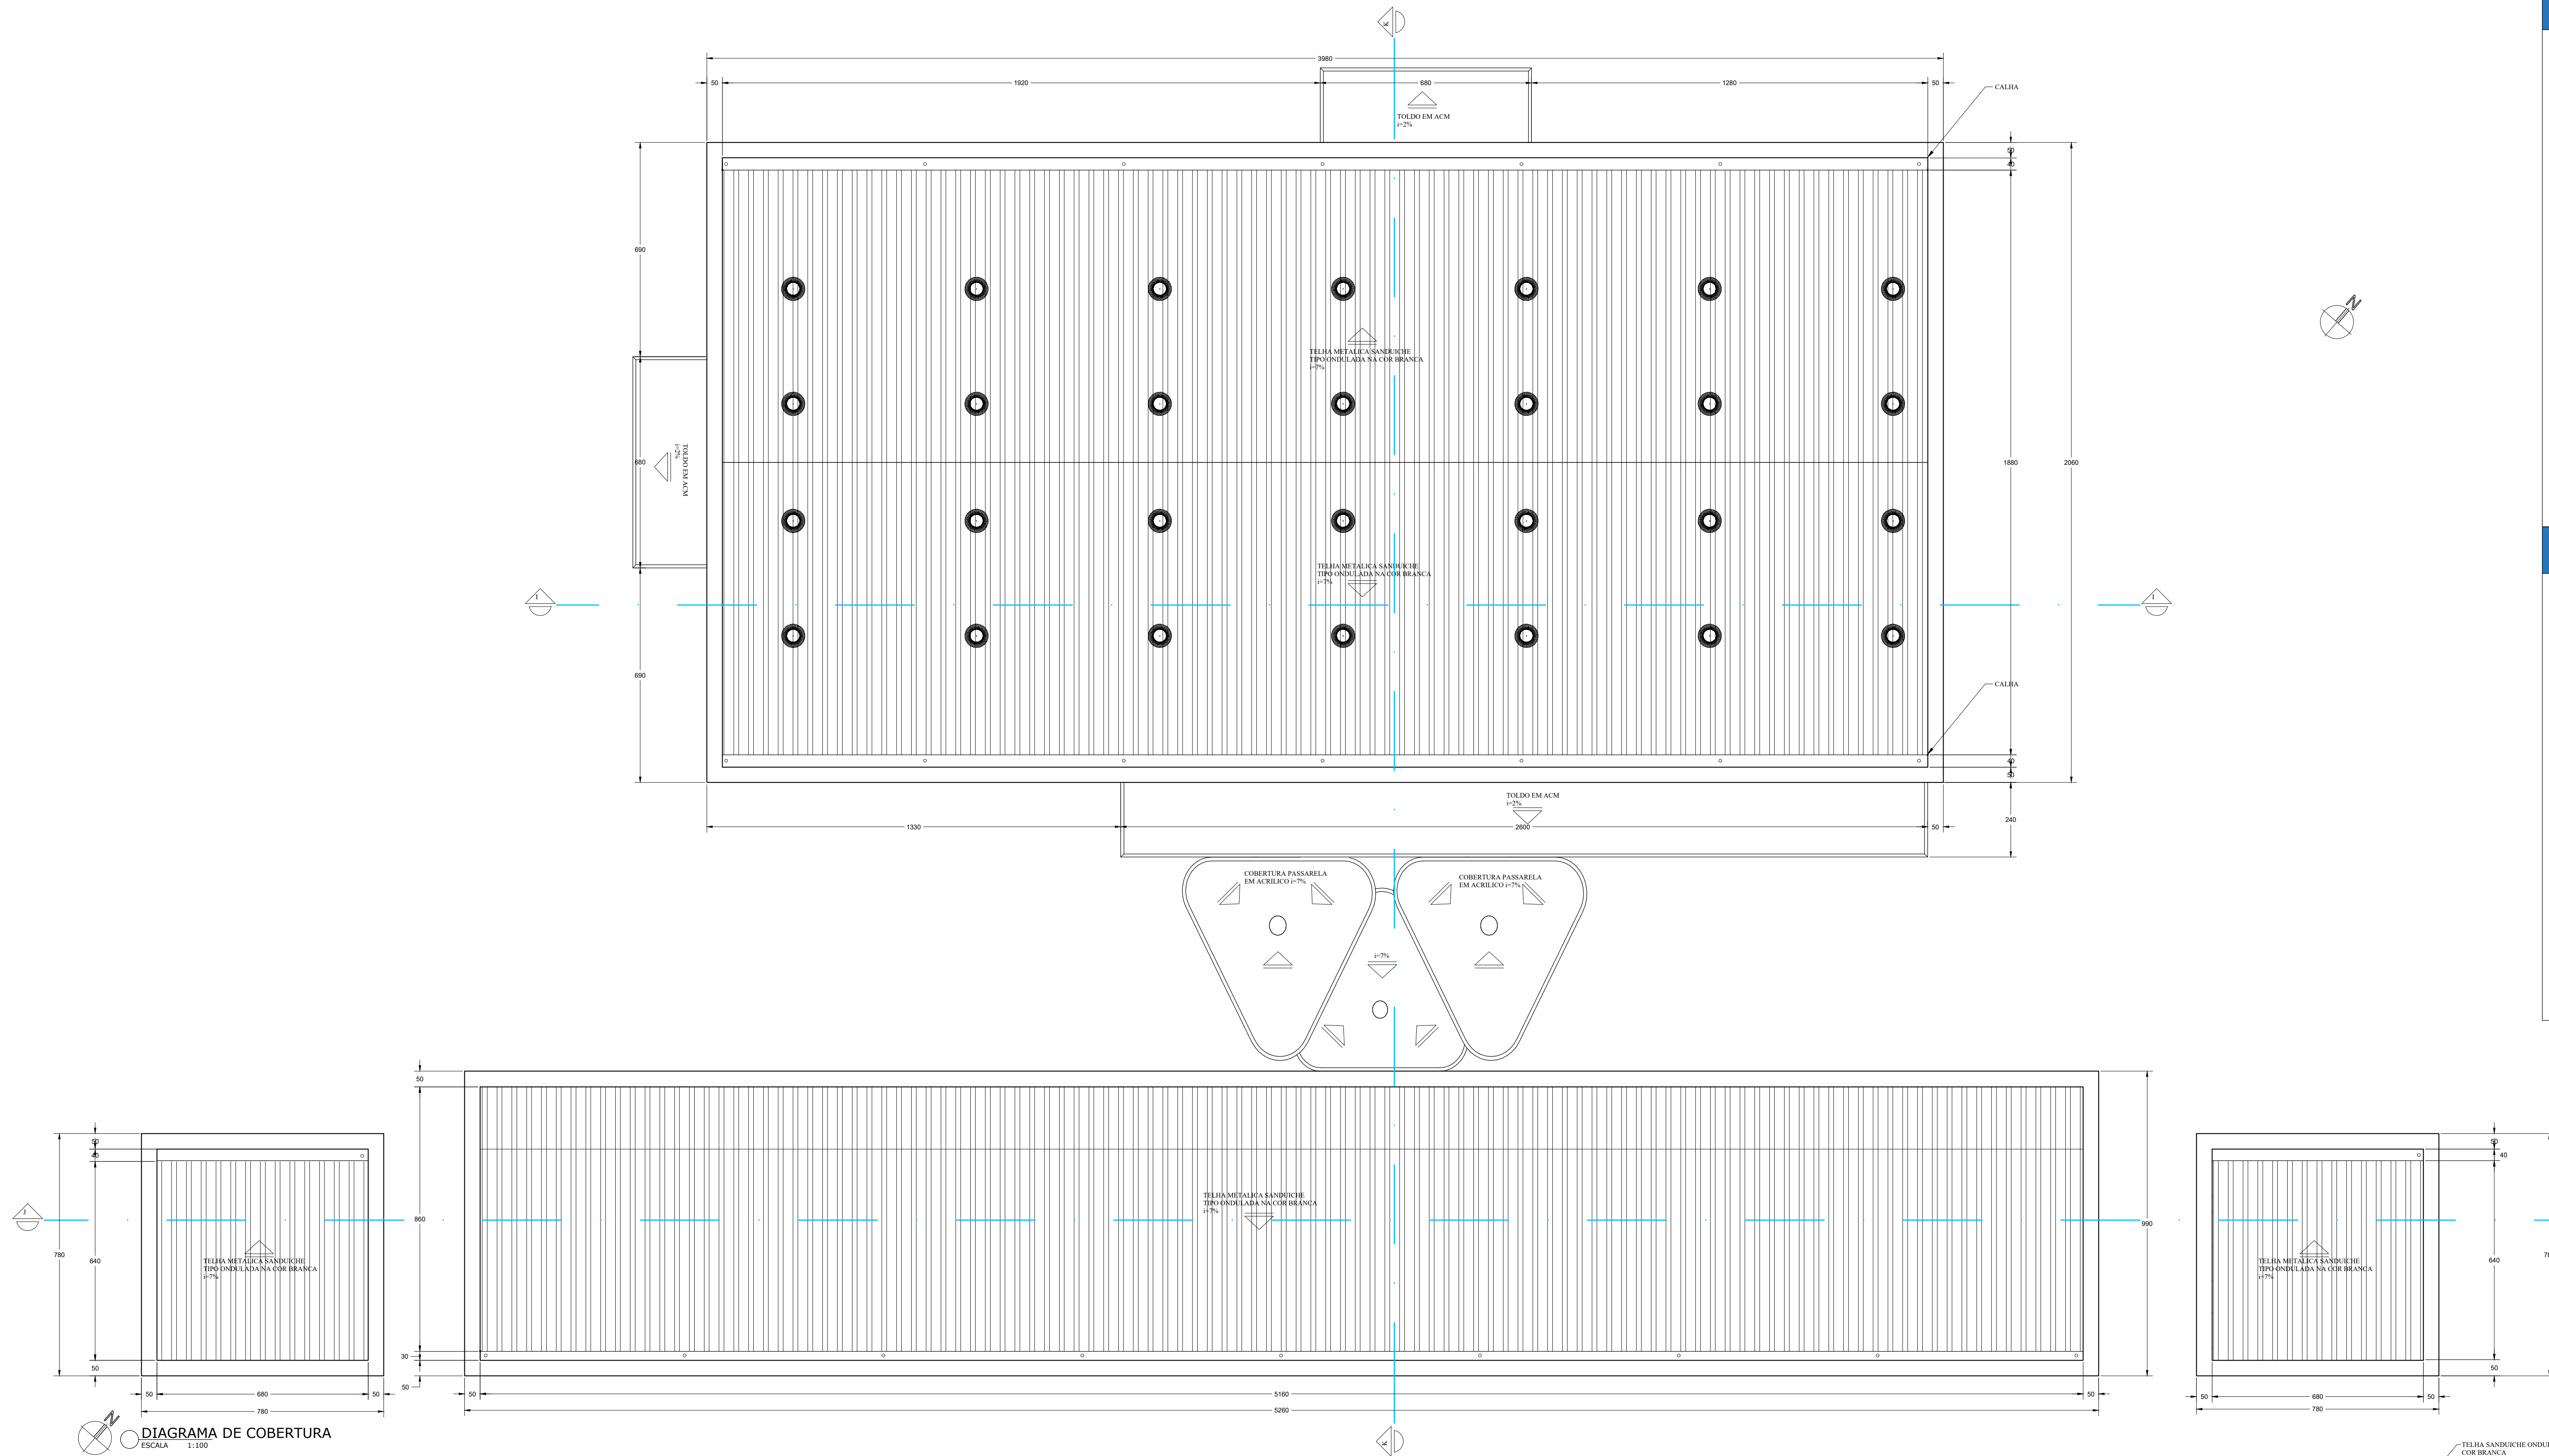 K
3980
50
1920
680
1280
50
CALHA
TOLDO EM ACM
i=2%
50
40
690
TELHA METALICA SANDUICHE
TIPO ONDULADA NA COR BRANCA
i=7%
N
680
TOLDO EM ACM
i=2%
1880
2060
TELHA METALICA SANDUICHE
TIPO ONDULADA NA COR BRANCA
i=7%
I
I
690
CALHA
40
50
TOLDO EM ACM
i=2%
240
1330
2600
50
COBERTURA PASSARELA
EM ACRILICO i=7%
COBERTURA PASSARELA
EM ACRILICO i=7%
i=7%
50
50
40
50
40
TELHA METALICA SANDUICHE
TIPO ONDULADA NA COR BRANCA
i=7%
J
860
990
780
640
TELHA METALICA SANDUICHE
TIPO ONDULADA NA COR BRANCA
i=7%
TELHA METALICA SANDUICHE
TIPO ONDULADA NA COR BRANCA
i=7%
640
30
50
50
50
50
680
50
50
5160
50
50
680
50
780
5260
780
N
DIAGRAMA DE COBERTURA
ESCALA 1:100
K
TELHA SANDUICHE
COR BRANCA